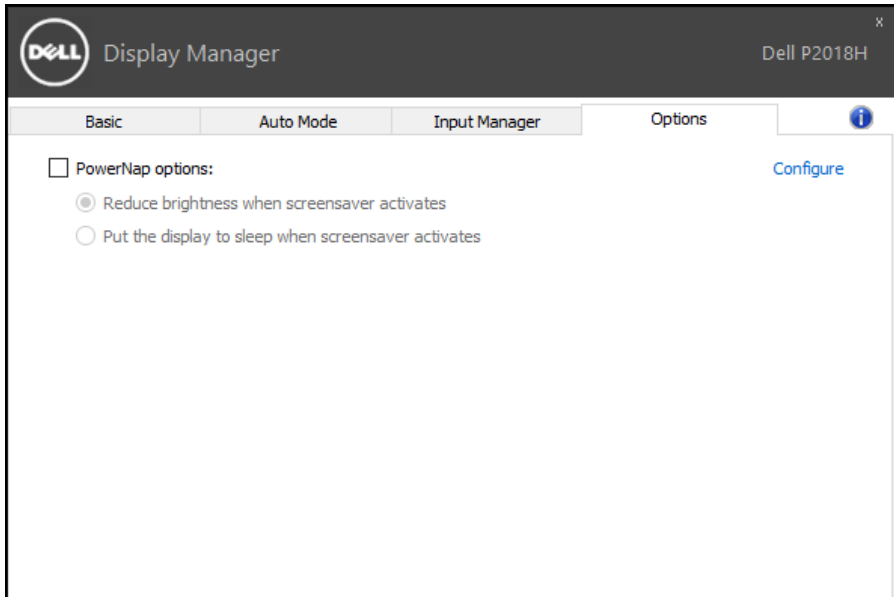 x
DELL
Display Manager
Dell P2018H
Basic
Auto Mode
Input Manager
Options
i
PowerNap options:
Configure
Reduce brightness when screensaver activates
Put the display to sleep when screensaver activates